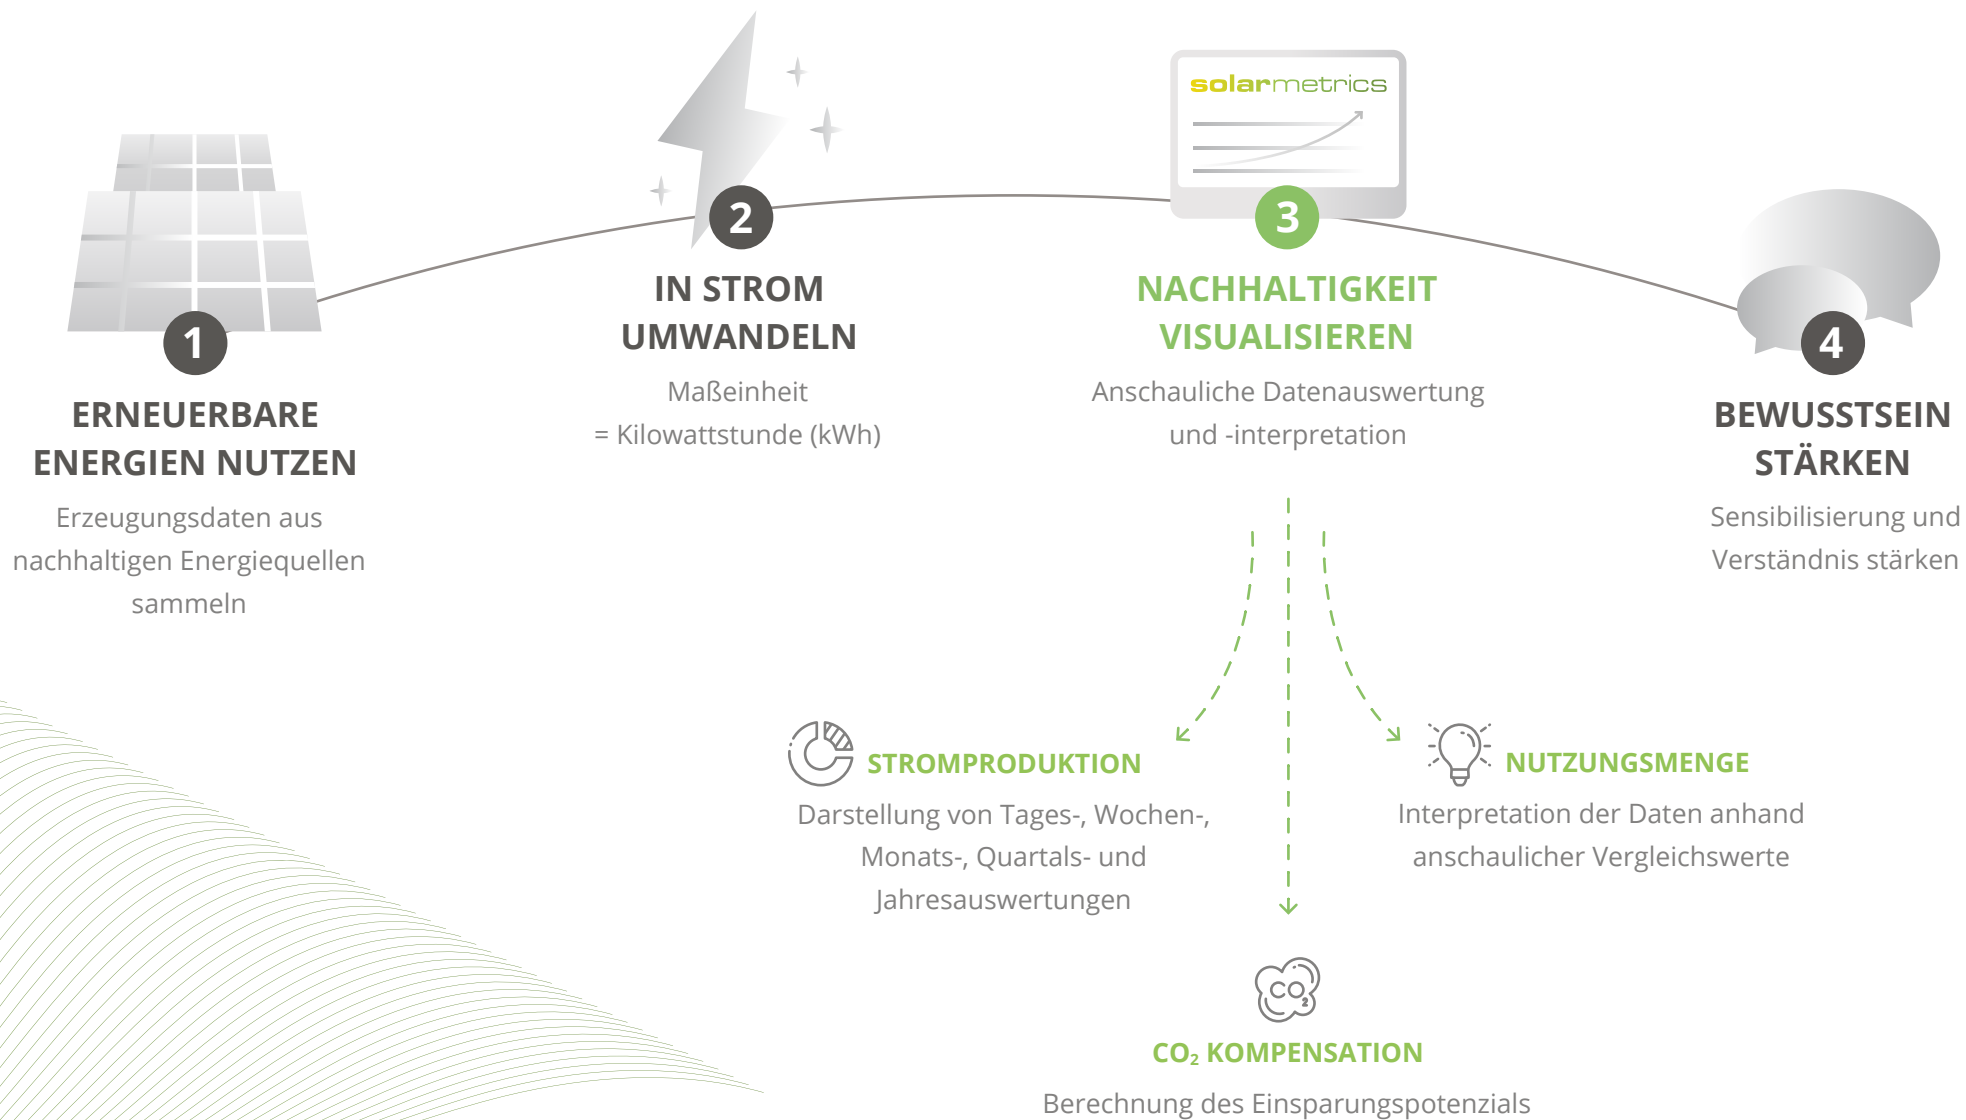 1
ERNEUERBARE
ENERGIEN NUTZEN
Erzeugungsdaten aus
nachhaltigen Energiequellen
sammeln
2
IN STROM
UMWANDELN
Maßeinheit
= Kilowattstunde (kWh)
solarmetrics
3
NACHHALTIGKEIT
VISUALISIEREN
Anschauliche Datenauswertung
und -interpretation
4
BEWUSSTSEIN
STÄRKEN
Sensibilisierung und
Verständnis stärken
STROMPRODUKTION
Darstellung von Tages-, Wochen-,
Monats-, Quartals- und
Jahresauswertungen
NUTZUNGSMENGE
Interpretation der Daten anhand
anschaulicher Vergleichswerte
CO2
CO₂ KOMPENSATION
Berechnung des Einsparungspotenzials